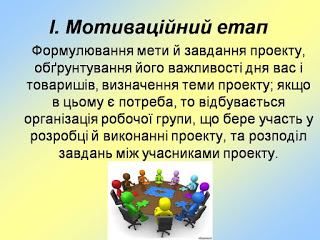 І. Мотиваційний етап
Формулювання мети й завдання проекту,
обґрунтування його важливості дня вас і
товаришів, визначення теми проекту; якщо
в цьому є потреба, то відбувається
організація робочої групи, що бере участь у
розробці й виконанні проекту, та розподіл
завдань між учасниками проекту.